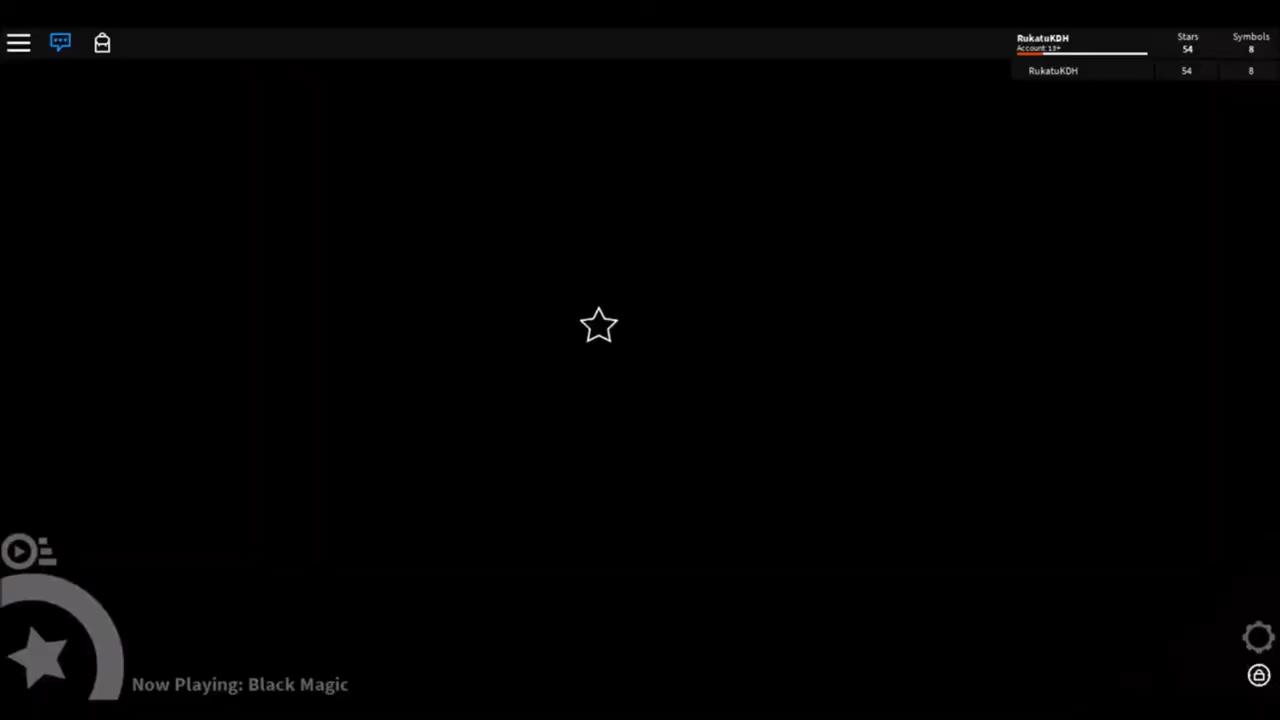 RukatuKDH
Account: 13+
Stars
54
Symbols
8
RukatuKDH
54
8
Now Playing: Black Magic